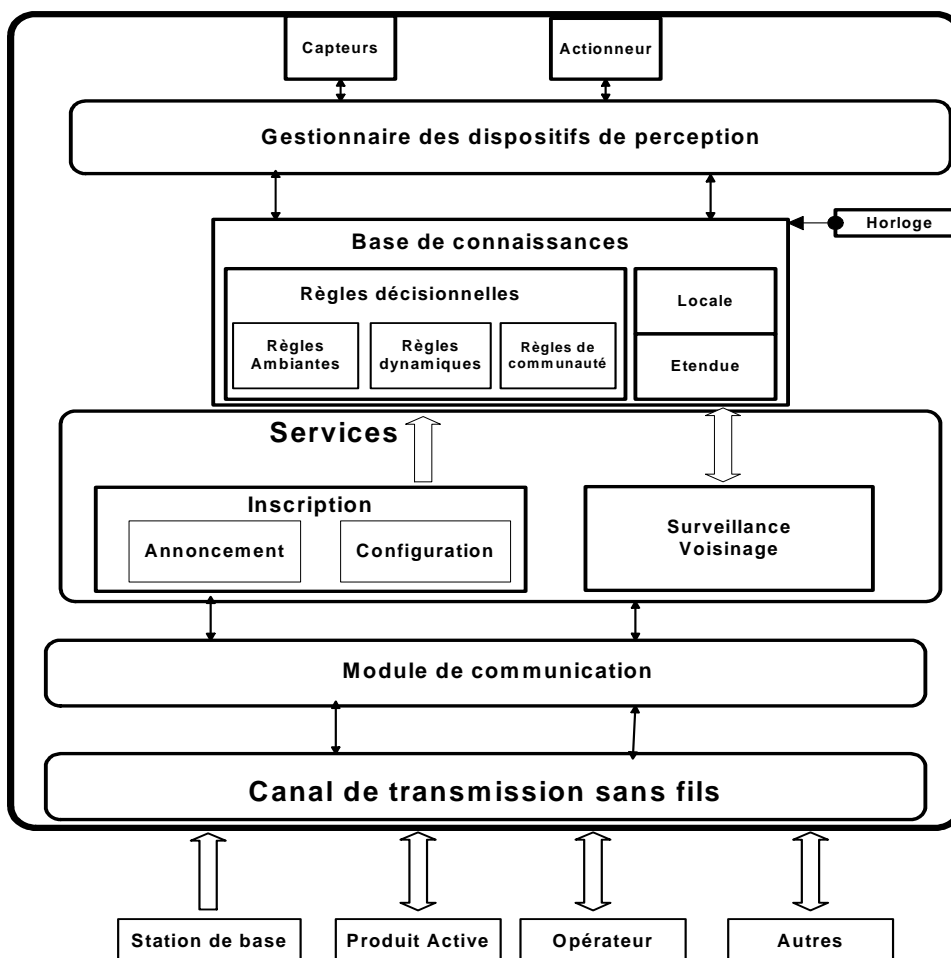 Capteurs
Actionneur
Gestionnaire des dispositifs de perception
Horloge
Base de connaissances
Règles décisionnelles
Locale
Règles
Ambiantes
Règles
dynamiques
Règles de
communauté
Etendue
Services
Inscription
Annoncement
Configuration
Surveillance
Voisinage
Module de communication
Canal de transmission sans fils
Station de base
Produit Active
Opérateur
Autres